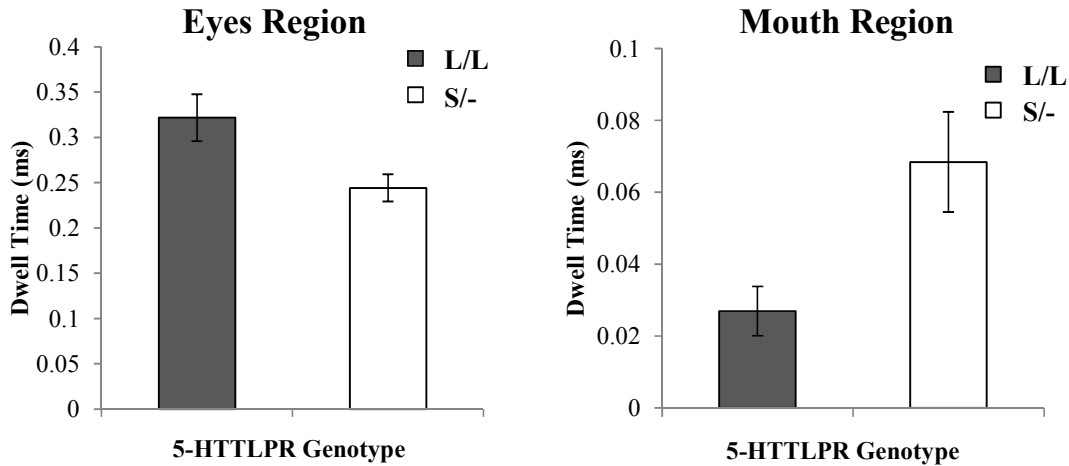 Eyes Region
L/L
S/-
Dwell Time (ms)
0.4
0.35
0.3
0.25
0.2
0.15
0.1
0.05
0
5-HTTLPR Genotype
Mouth Region
L/L
S/-
Dwell Time (ms)
0.1
0.08
0.06
0.04
0.02
0
5-HTTLPR Genotype